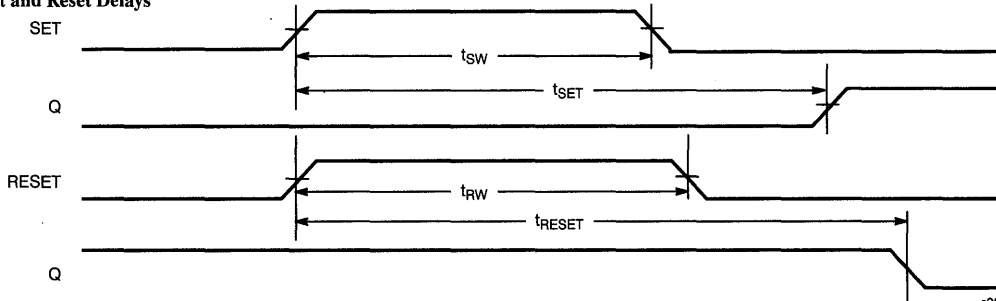 t and Reset Delays
SET
tSW
tSET
Q
RESET
tRW
tRESET
Q